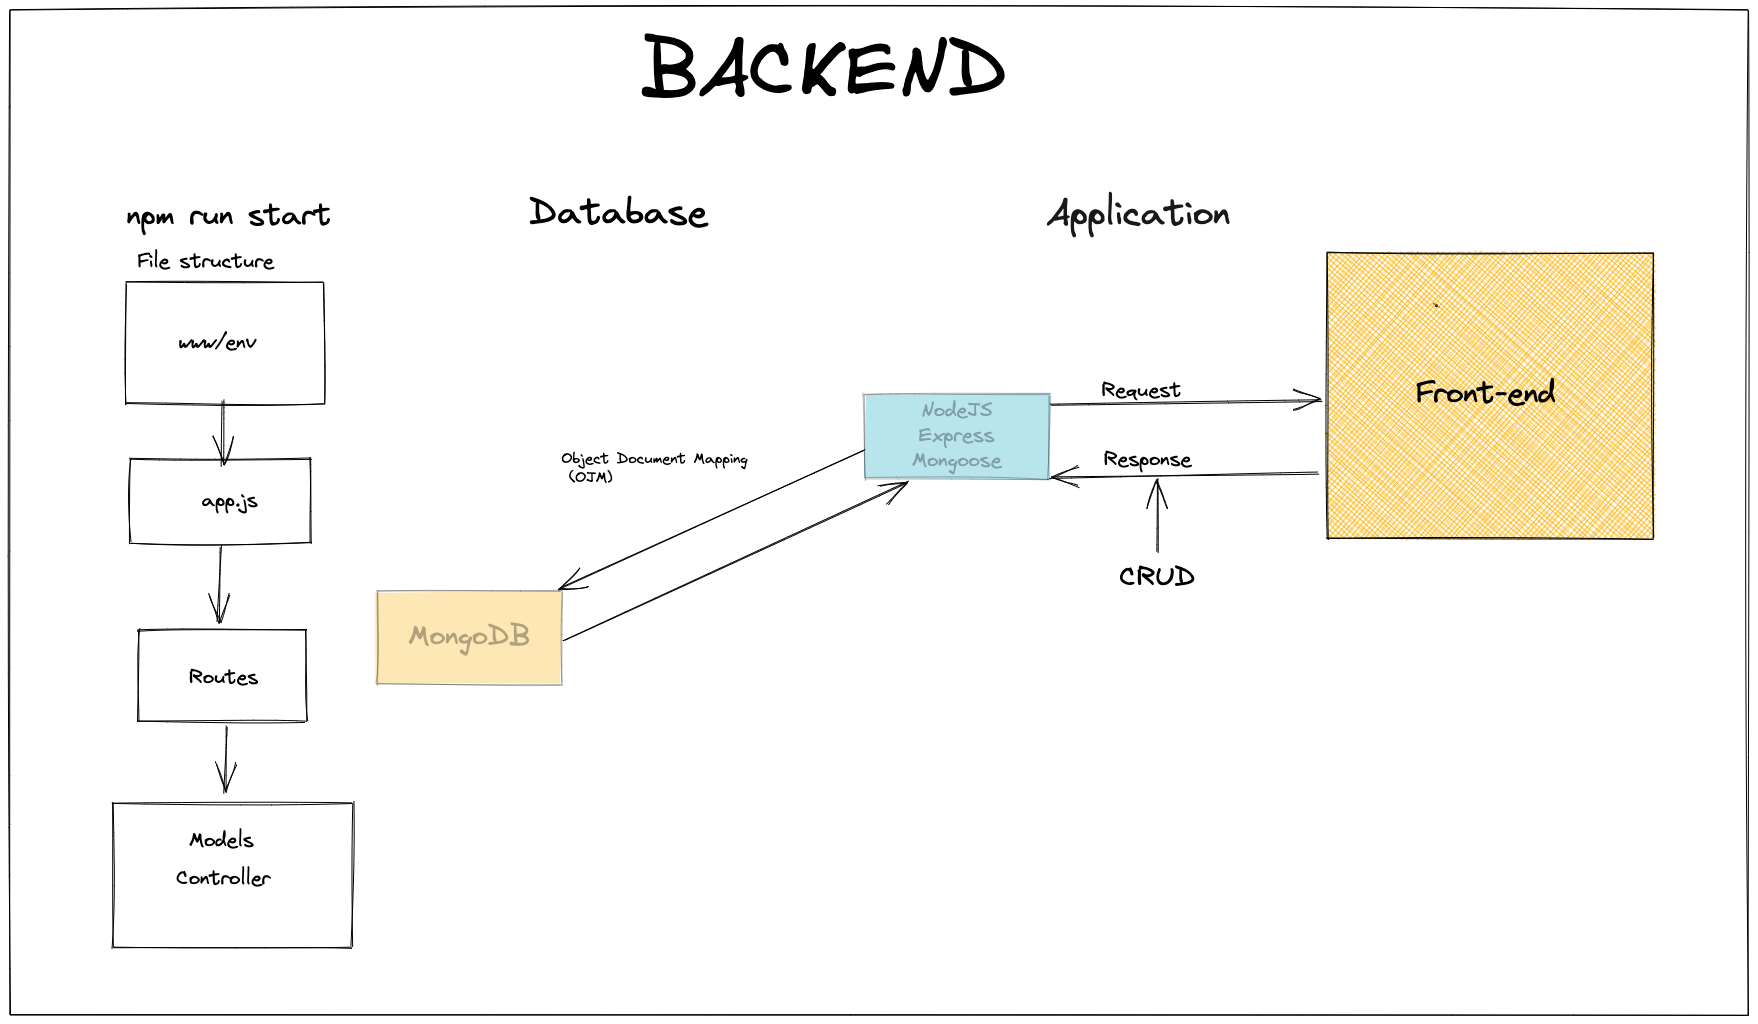 BACKEND
npm run start
File structure
www/env
app.js
Routes
Models
Controller
Database
Object Document Mapping
(OJM)
MongoDB
Application
NodeJS
Express
Mongoose
Request
Response
CRUD
Front-end